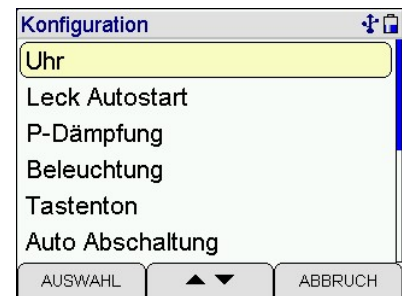 Konfiguration
Uhr
Leck Autostart
P-Dämpfung
Beleuchtung
Tastenton
Auto Abschaltung
AUSWAHL ▲ ▼ ABBRUCH